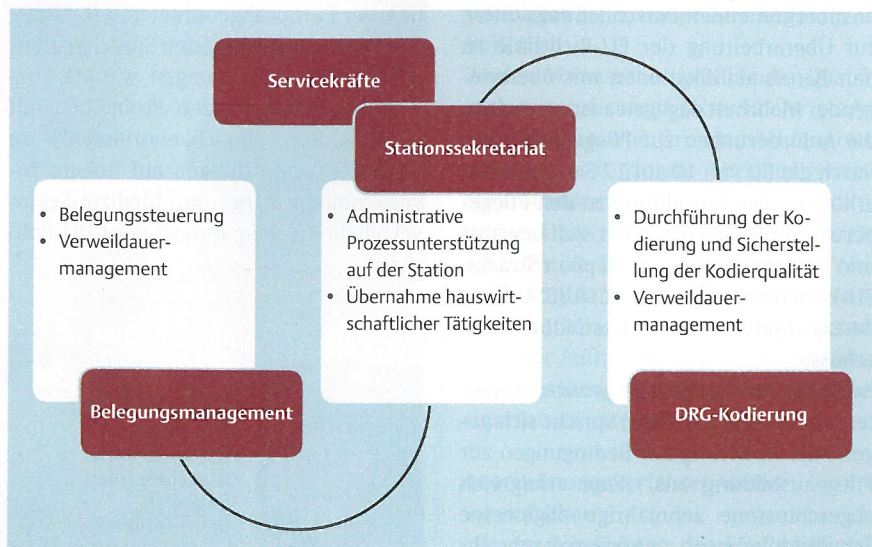 Servicekräfte
Stationssekretariat
• Belegungssteuerung
• Verweildauer-
management
Belegungsmanagement
• Administrative
Prozessunterstützung
auf der Station
• Übernahme hauswirt-
schaftlicher Tätigkeiten
• Durchführung der Ko-
dierung und Sicherstel-
lung der Kodierqualität
• Verweildauer-
management
DRG-Kodierung